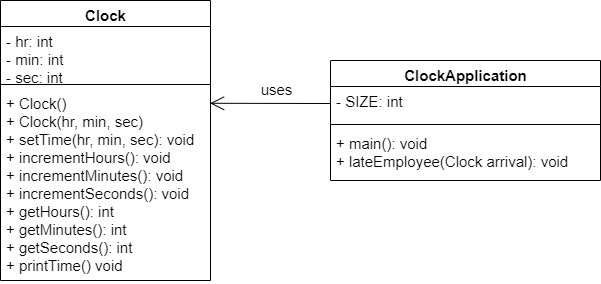 Clock
- hr: int
- min: int
- sec: int
+ Clock()
+ Clock(hr, min, sec)
+ setTime(hr, min, sec): void
+ incrementHours(): void
+ incrementMinutes(): void
+ incrementSeconds(): void
+ getHours(): int
+ getMinutes(): int
+ getSeconds(): int
+ printTime() void
uses
ClockApplication
- SIZE: int
+ main(): void
+ lateEmployee(Clock arrival): void